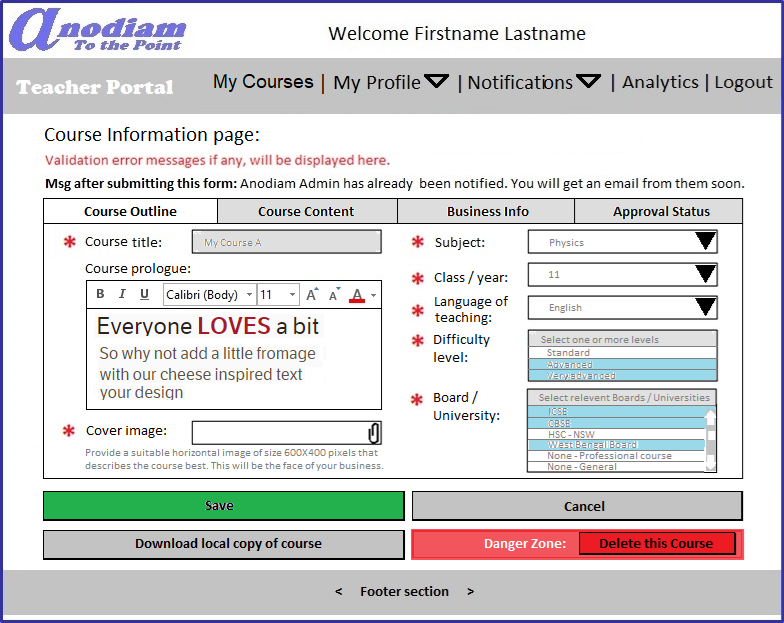 Anodiam
To the Point
Welcome Firstname Lastname
Teacher Portal
My Courses | My Profile | Notifications | Analytics | Logout
Course Information page:
Validation error messages if any, will be displayed here.
Msg after submitting this form: Anodiam Admin has already been notified. You will get an email from them soon.
Course Outline
Course Content
Business Info
Approval Status
* Course title:
My Course A
Course prologue:
B I U Calibri (Body) 11 A A A
Everyone LOVES a bit
So why not add a little fromage
with our cheese inspired text
your design
* Cover image:
Provide a suitable horizontal image of size 600X400 pixels that
describes the course best. This will be the face of your business.
* Subject:
Physics
* Class / year:
11
* Language of
teaching:
English
* Difficulty
level:
Select one or more levels
Standard
Advanced
Very advanced
* Board /
University:
Select relevent Boards / Universities
ICSE
CBSE
HSC - NSW
West Bengal Board
None - Professional course
None - General
Save
Cancel
Download local copy of course
Danger Zone:
Delete this Course
< Footer section >